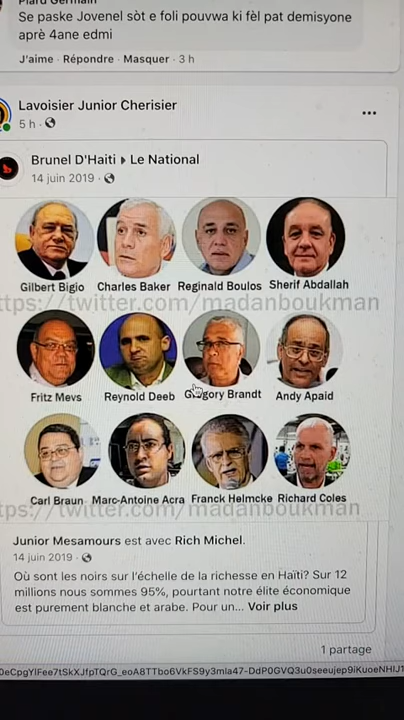 Se paske Jovenel sòt e foli pouvwa ki fèl pat demisyone
aprè 4ane edmi
J'aime · Répondre · Masquer · 3 h
Lavoisier Junior Cherisier
5 h ·
Brunel D'Haiti ▸ Le National
14 juin 2019 ·
Gilbert Bigio Charles Baker Reginald Boulos Sherif Abdallah
ttps://twitter.com/madanboukman
Fritz Mevs Reynold Deeb Gregory Brandt Andy Apaid
Carl Braun Marc-Antoine Acra Franck Helmcke Richard Coles
tps://twitter.com/madanboukman
Junior Mesamours est avec Rich Michel.
14 juin 2019 ·
Où sont les noirs sur l'échelle de la richesse en Haïti? Sur 12
millions nous sommes 95%, pourtant notre élite économique
est purement blanche et arabe. Pour un... Voir plus
1 partage